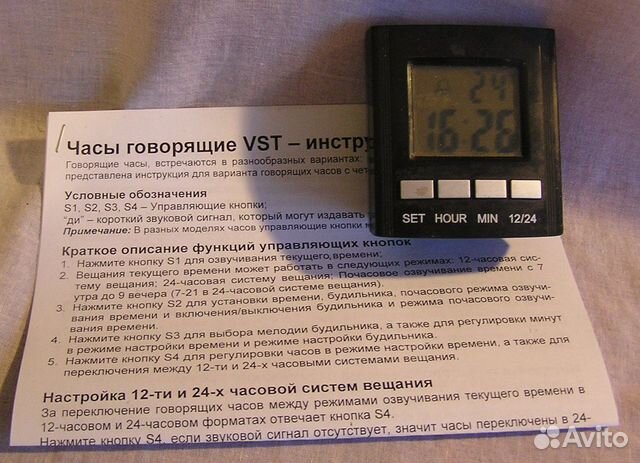 Часы говорящие VST – инстр
Говорящие часы, встречаются в разнообразных вариантах:
представлена инструкция для варианта говорящих часов с чет
Условные обозначения
S1, S2, S3, S4 – Управляющие кнопки;
"ди" – короткий звуковой сигнал, который могут издавать
Примечание: В разных моделях часов управляющие кнопки
Краткое описание функций управляющих кнопок
1. Нажмите кнопку S1 для озвучивания текущего, времени;
2. Вещания текущего времени может работать в следующих режимах: 12-часовая сис-
тему вещания; 24-часовая систему вещания; Почасовое озвучивание времени с 7
утра до 9 вечера (7-21 в 24-часовой системе вещания).
3. Нажмите кнопку S2 для установки времени, будильника, почасового режима озвучи-
вания времени и включения/выключения будильника и режима почасового озвучи-
вания времени.
4. Нажмите кнопку S3 для выбора мелодии будильника, а также для регулировки минут
в режиме настройки времени и режиме настройки будильника.
5. Нажмите кнопку S4 для регулировки часов в режиме настройки времени, а также для
переключения между 12-ти и 24-х часовыми системами вещания.
Настройка 12-ти и 24-х часовой систем вещания
За переключение говорящих часов между режимами озвучивания текущего времени в
12-часовом и 24-часовом форматах отвечает кнопка S4.
Нажмите кнопку S4, если звуковой сигнал отсутствует, значит часы переключены в 24-
A 24
16:26
SET HOUR MIN 12/24
Avito